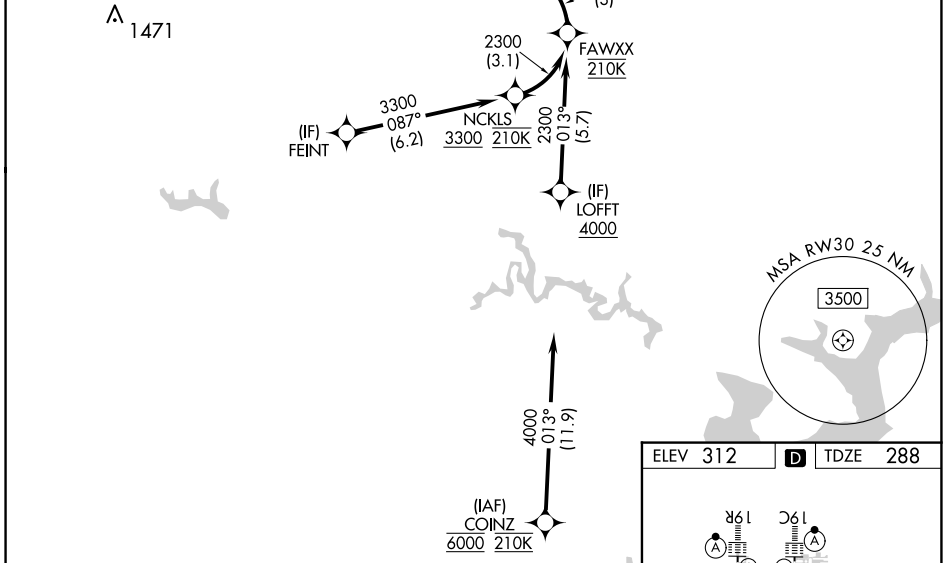 (3)
1471
2300
(3.1)
FAWXX
210K
3300
087°
(6.2)
(IF)
FEINT
NCKLS
3300 210K
2300
013°
(5.7)
(IF)
LOFFT
4000
MSA RW30 25 NM
3500
4000
013°
(11.9)
(IAF)
COINZ
6000 210K
ELEV 312 D TDZE 288
19R 19C
A A